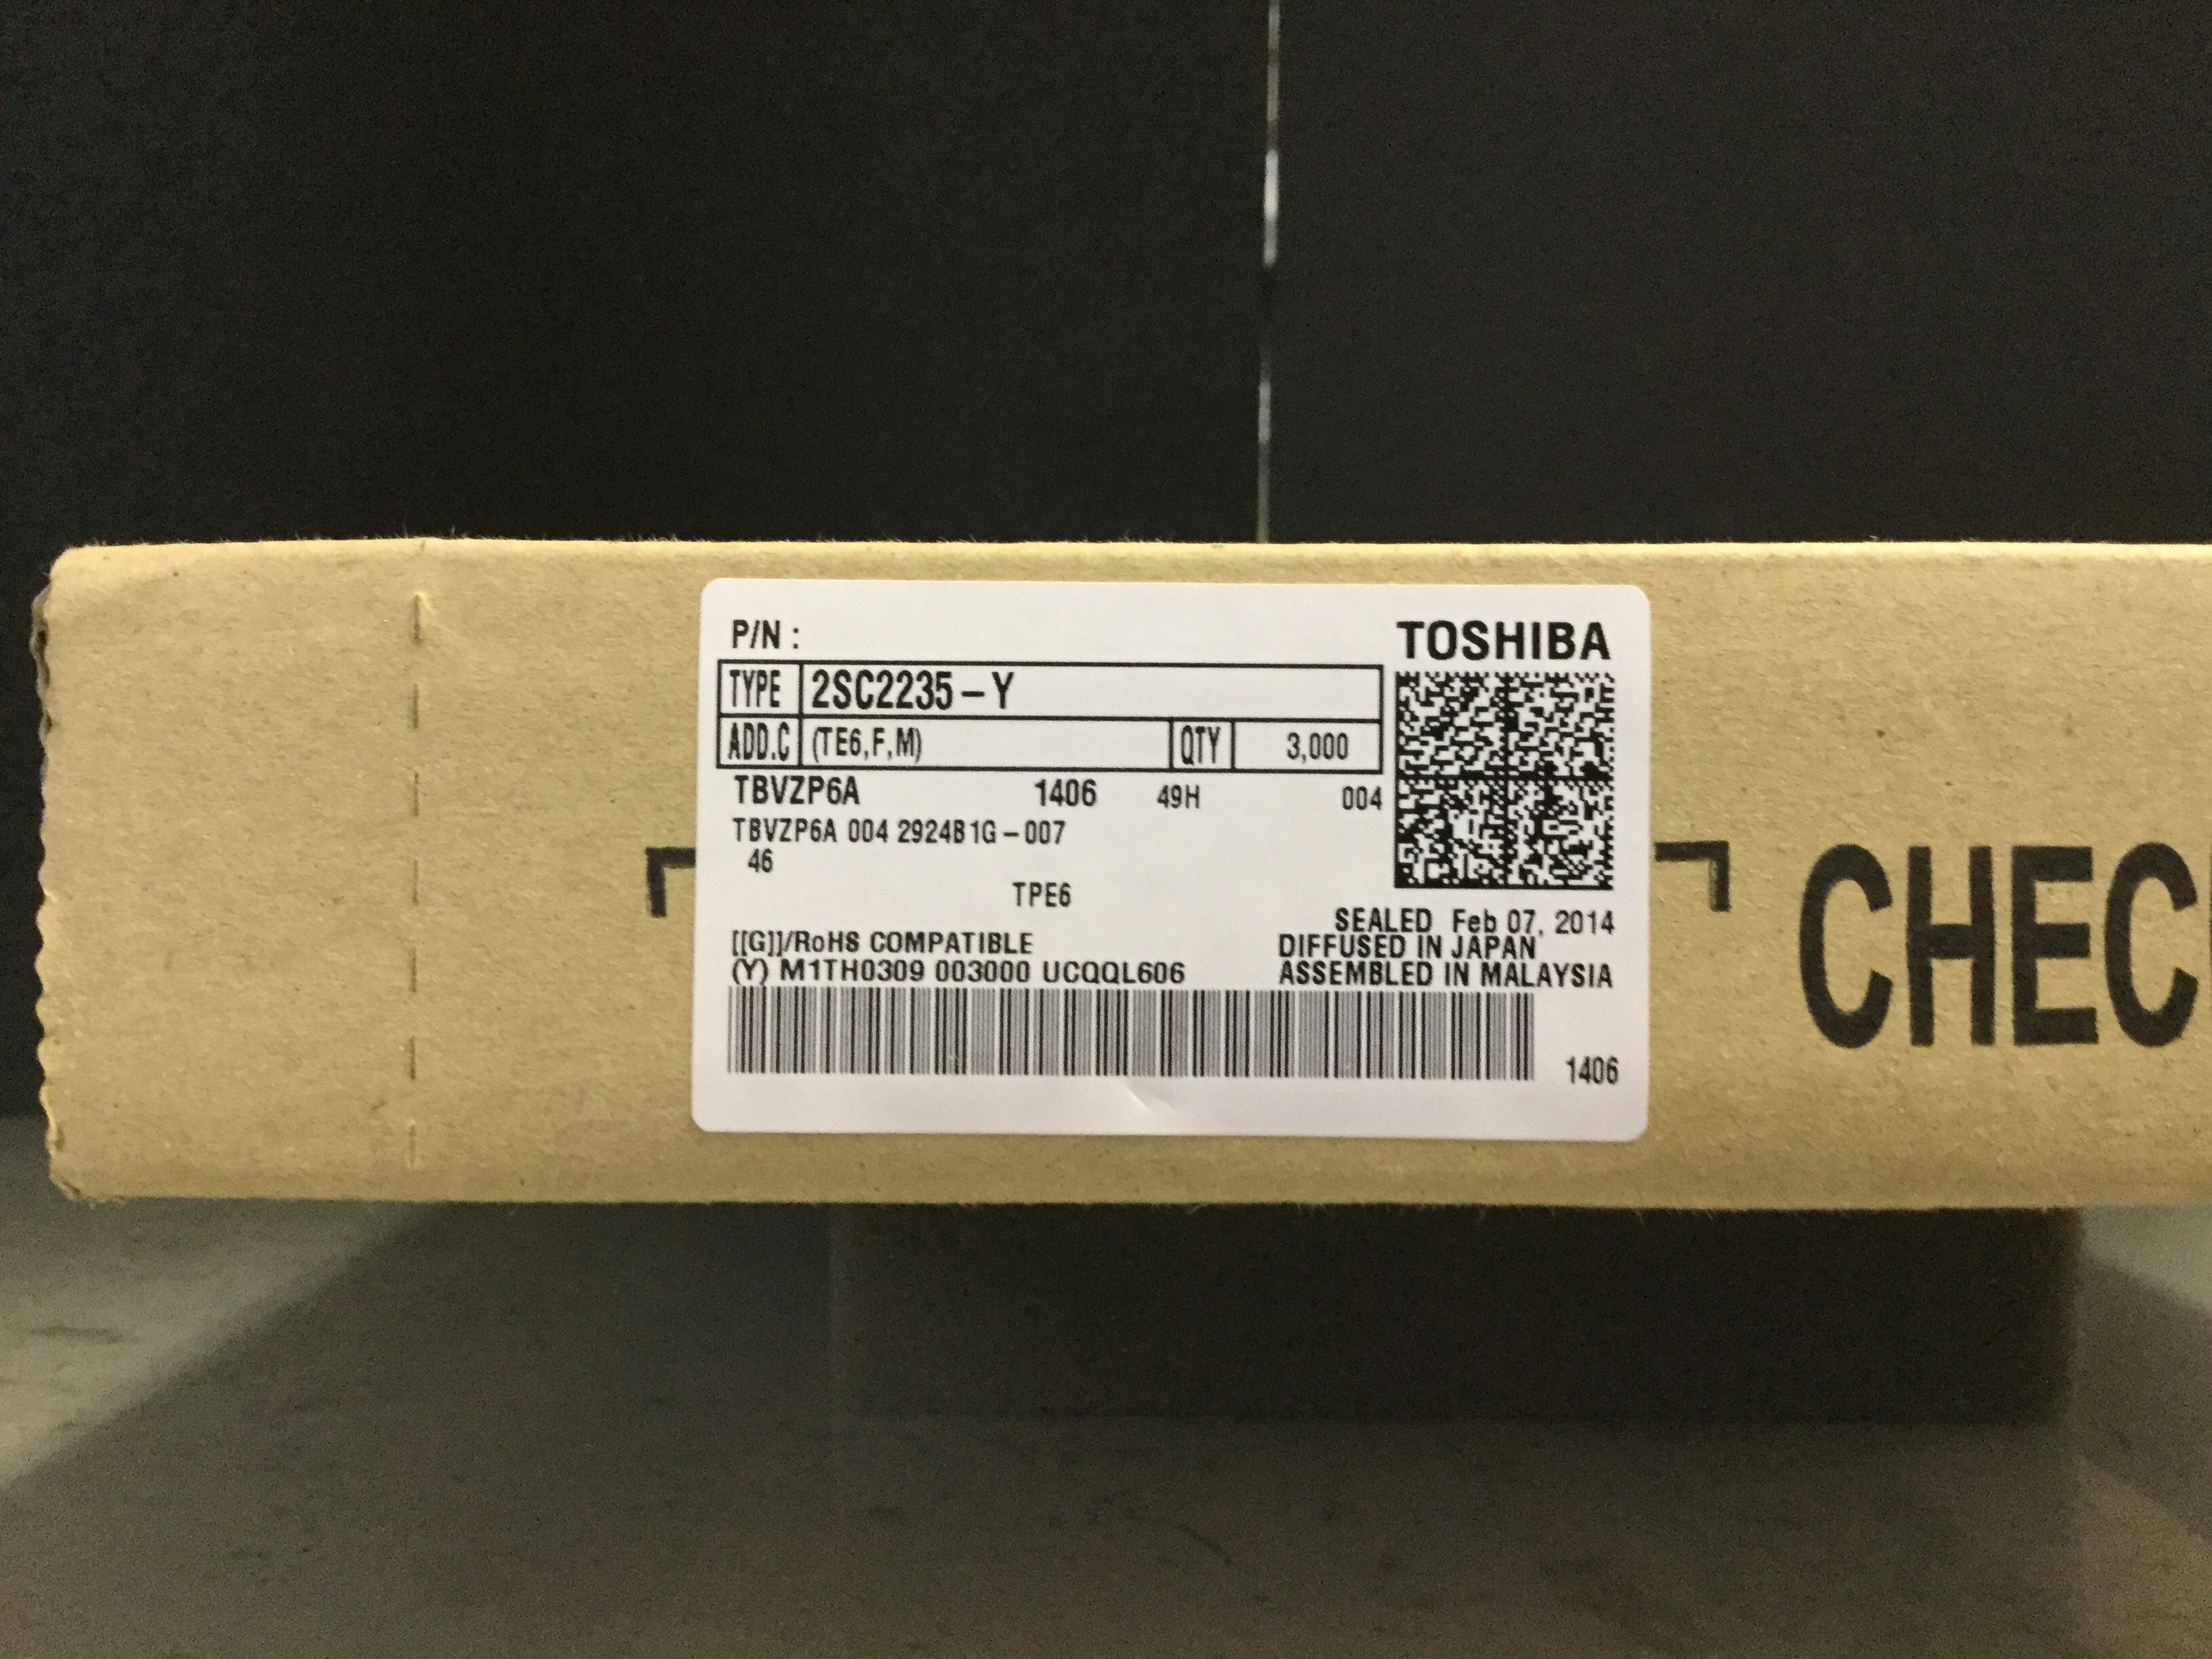 P/N :
TOSHIBA
TYPE 2SC2235-Y
ADD.C (TE6,F,M) QTY 3,000
TBVZP6A 1406 49H 004
TBVZP6A 004 2924B1G-007
46
TPE6
SEALED Feb 07, 2014
[[G]]/RoHS COMPATIBLE DIFFUSED IN JAPAN
(Y) M1TH0309 003000 UCQQL606 ASSEMBLED IN MALAYSIA
1406
CHEC